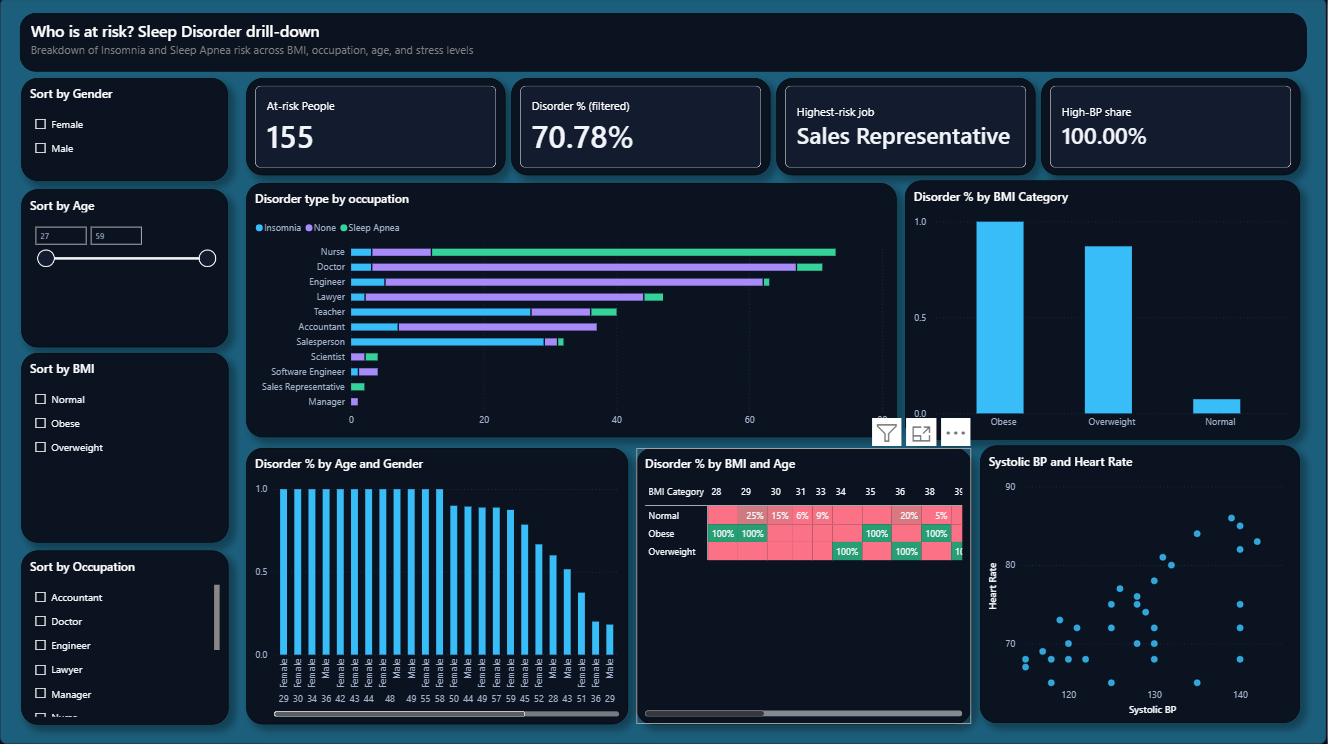 Who is at risk? Sleep Disorder drill-down
Breakdown of Insomnia and Sleep Apnea risk across BMI, occupation, age, and stress levels
Sort by Gender
Female
Male
Sort by Age
27 59
Sort by BMI
Normal
Obese
Overweight
Sort by Occupation
Accountant
Doctor
Engineer
Lawyer
Manager
At-risk People
155
Disorder % (filtered)
70.78%
Highest-risk job
Sales Representative
High-BP share
100.00%
Disorder type by occupation
Insomnia None Sleep Apnea
Nurse
Doctor
Engineer
Lawyer
Teacher
Accountant
Salesperson
Scientist
Software Engineer
Sales Representative
Manager
0 20 40 60
Disorder % by BMI Category
1.0
0.5
0.0
Obese Overweight Normal
Disorder % by Age and Gender
1.0
0.5
0.0
Female Female Female Male Female Female Female Female Male Male Female Female Female Male Female Female Female Male Female Male Male Male Female Male
29 30 34 36 42 43 44 48 49 55 58 50 44 49 57 59 45 52 28 43 51 36 29
Disorder % by BMI and Age
BMI Category 28 29 30 31 33 34 35 36 38 39
Normal 25% 15% 6% 9% 20% 5%
Obese 100% 100% 100% 100%
Overweight 100% 100% 10
Systolic BP and Heart Rate
90
80
70
Heart Rate
120 130 140
Systolic BP